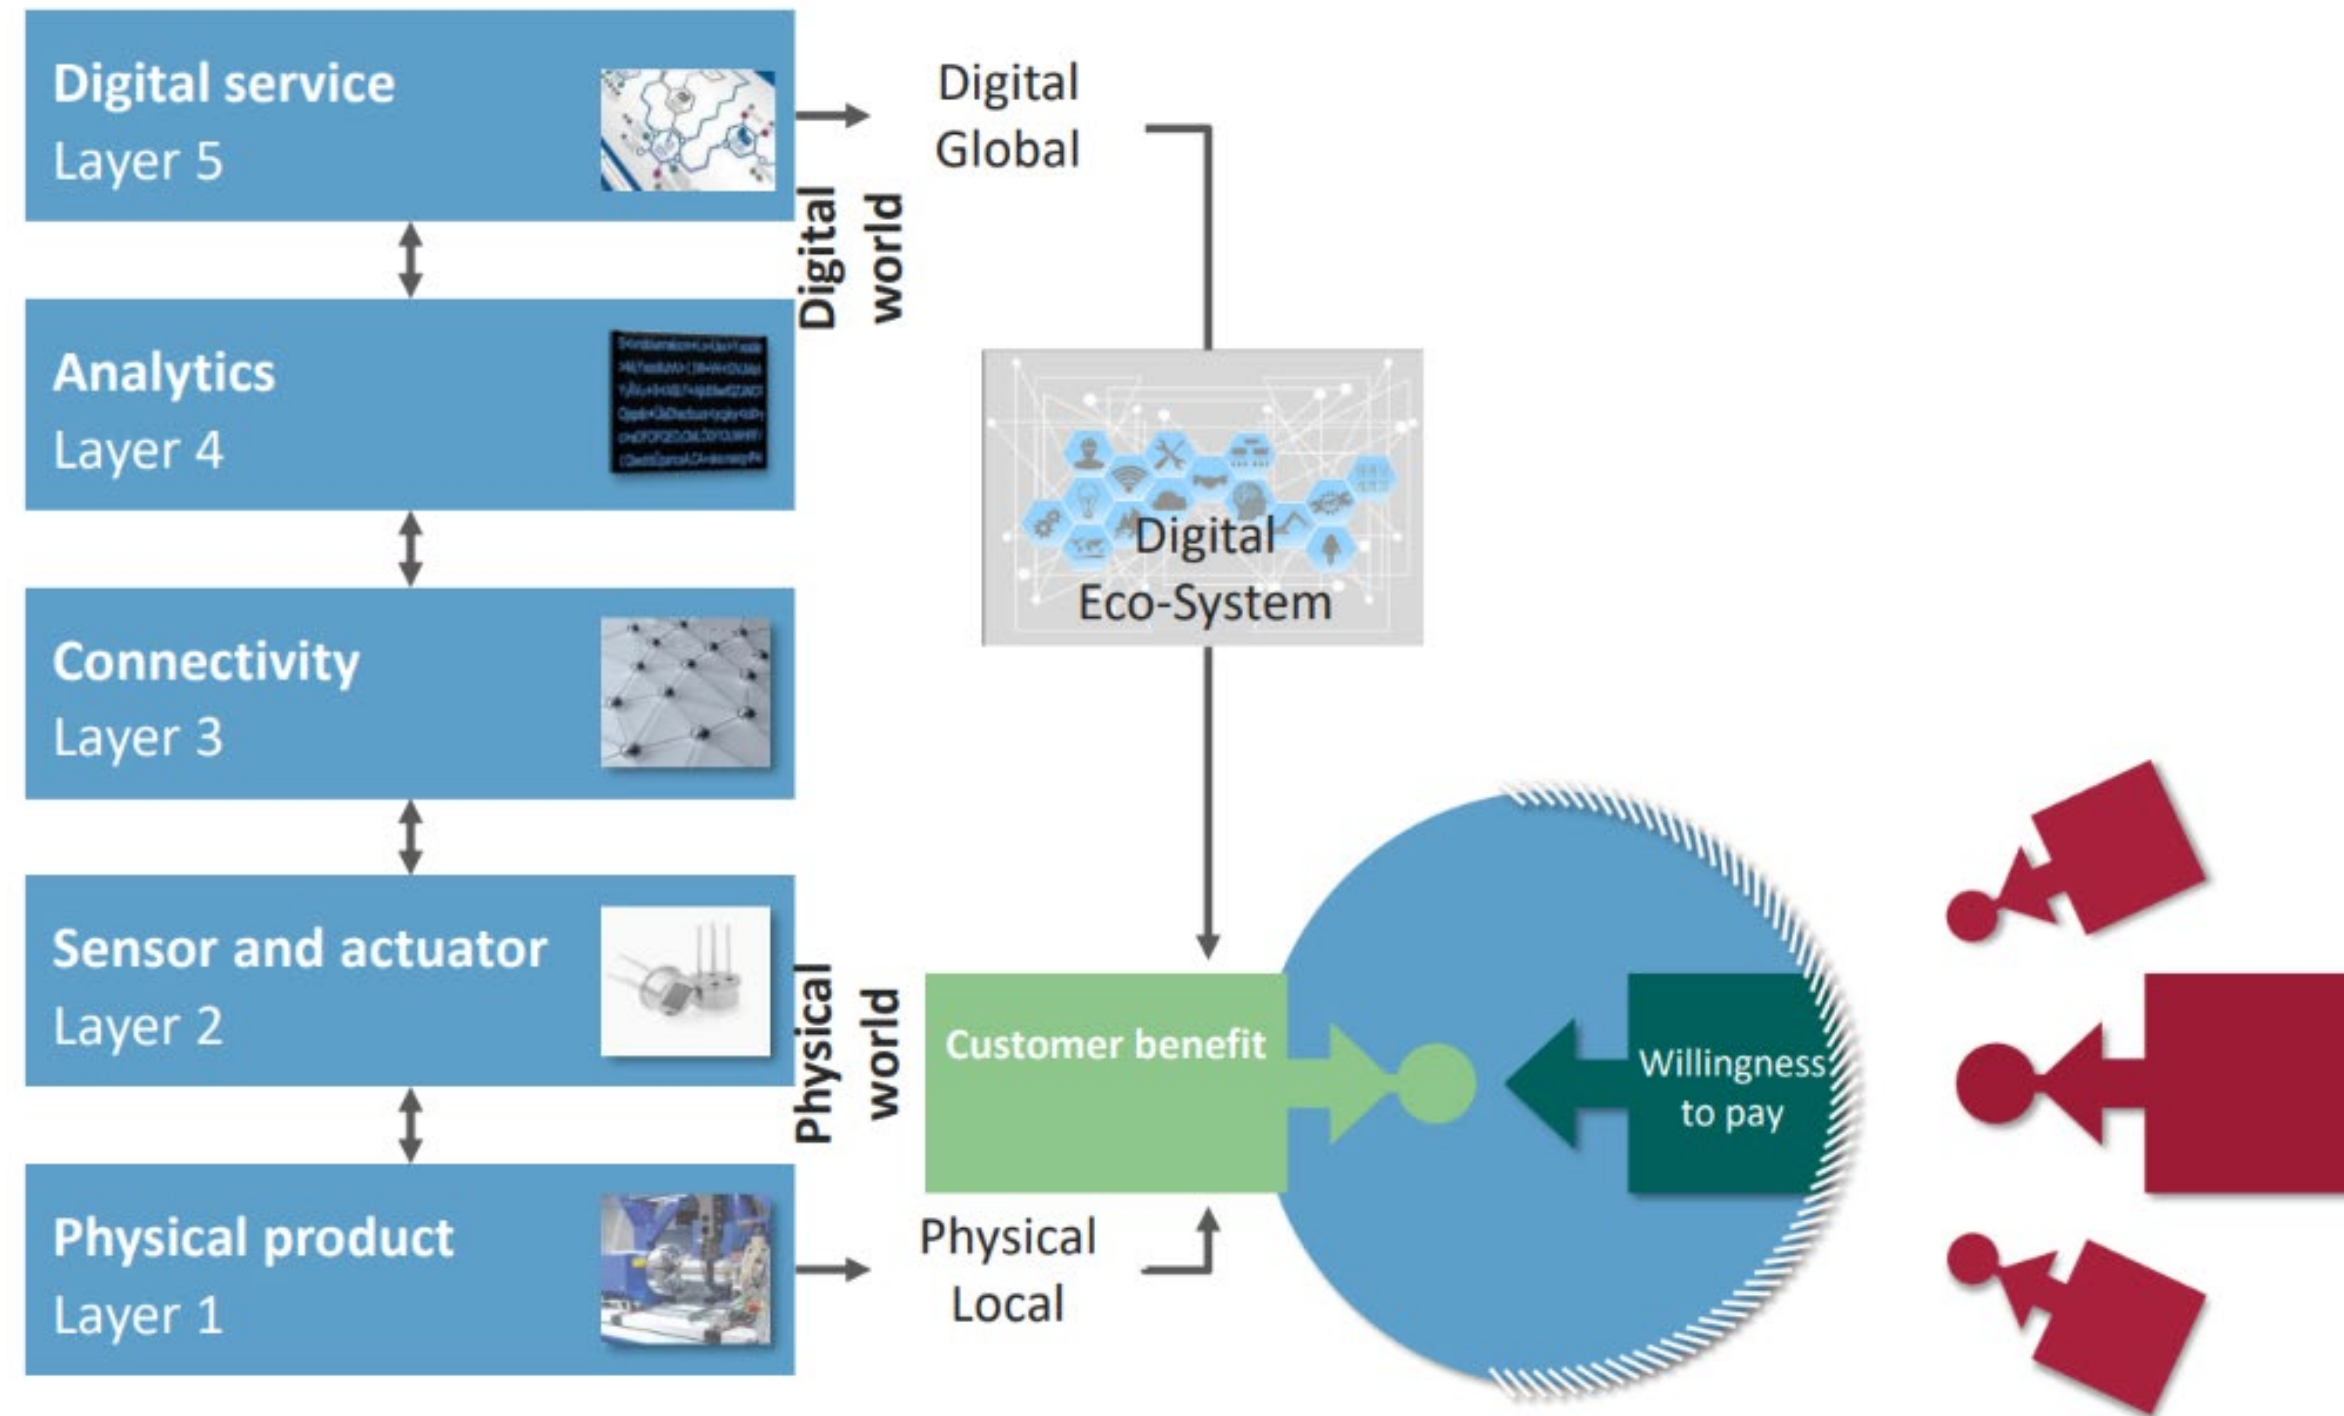 Digital service
Layer 5
Digital
Global
Digital
world
Analytics
Layer 4
Digital
Eco-System
Connectivity
Layer 3
Sensor and actuator
Layer 2
Physical
world
Customer benefit
Willingness
to pay
Physical product
Layer 1
Physical
Local